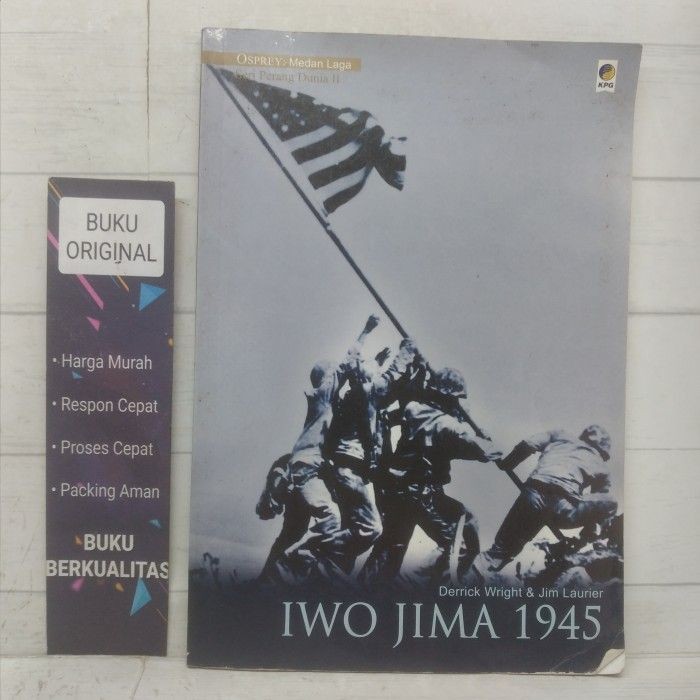 OSPREY: Medan Laga
Seri Perang Dunia II
KPG
BUKU
ORIGINAL
• Harga Murah
• Respon Cepat
• Proses Cepat
• Packing Aman
BUKU
BERKUALITAS
Derrick Wright & Jim Laurier
IWO JIMA 1945